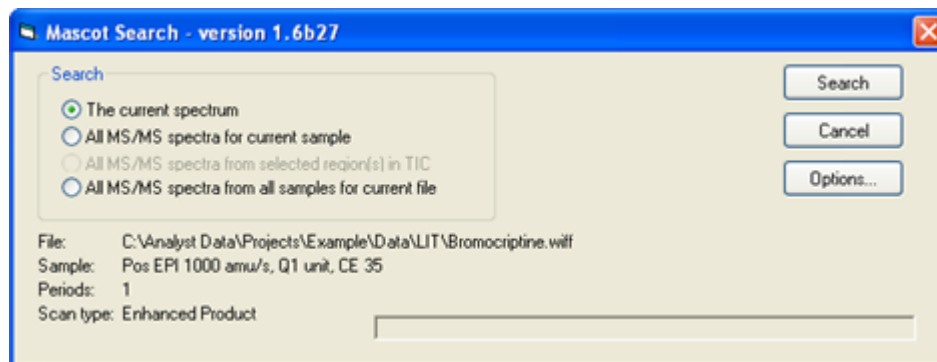 Mascot Search - version 1.6b27
Search
The current spectrum
All MS/MS spectra for current sample
All MS/MS spectra from selected region(s) in TIC
All MS/MS spectra from all samples for current file
Search
Cancel
Options...
File: C:\Analyst Data\Projects\Example\Data\LIT\Bromocriptine.wiff
Sample: Pos EPI 1000 amu/s, Q1 unit, CE 35
Periods: 1
Scan type: Enhanced Product